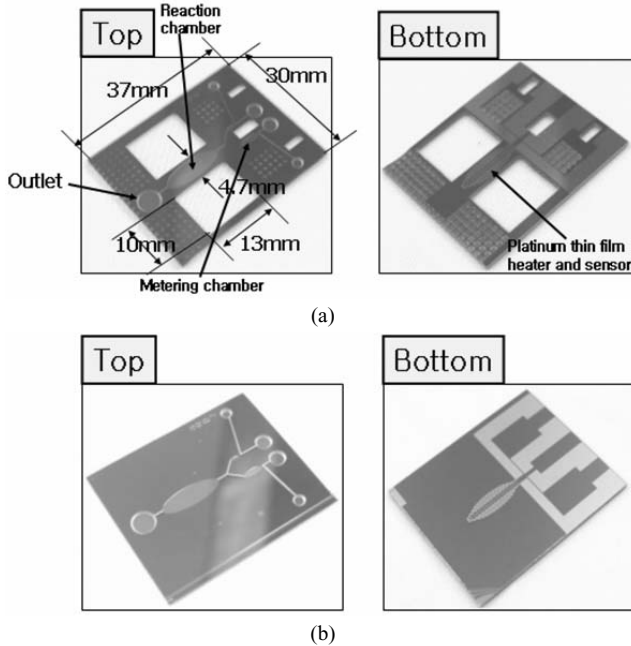 Top
Reaction
chamber
37mm
30mm
Outlet
4.7mm
10mm
13mm
Metering chamber
Bottom
Platinum thin film
heater and sensor
(a)
Top
Bottom
(b)